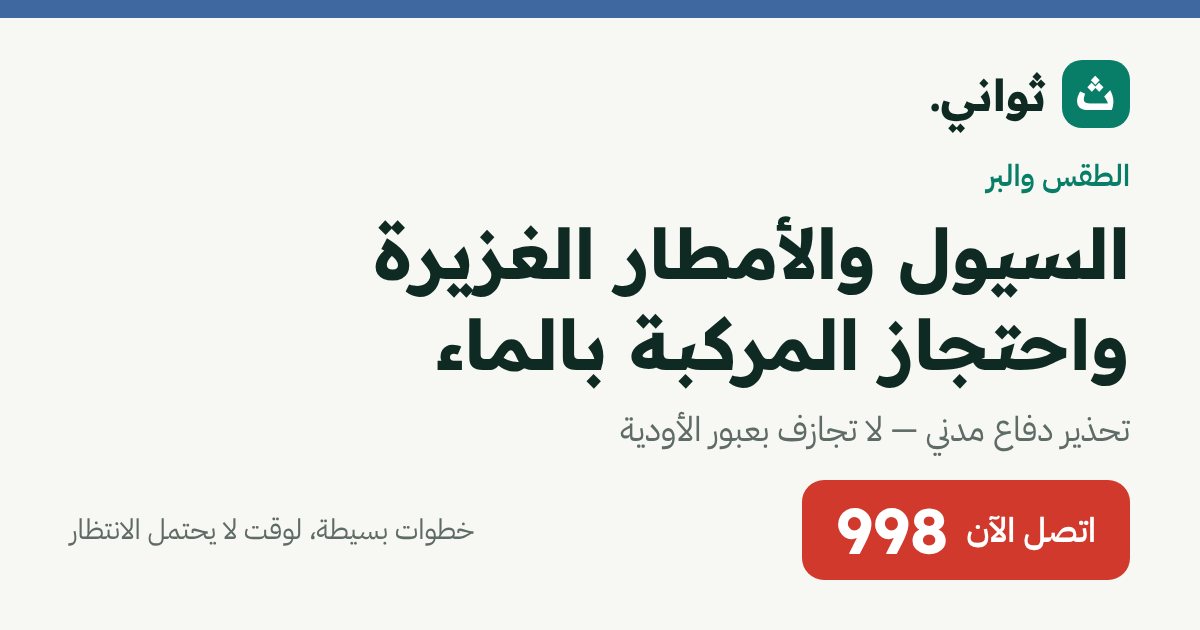 ث
ثواني.
الطقس والبر
السيول والأمطار الغزيرة
واحتجاز المركبة بالماء
تحذير دفاع مدني — لا تجازف بعبور الأودية
اتصل الآن 998
خطوات بسيطة، لوقت لا يحتمل الانتظار